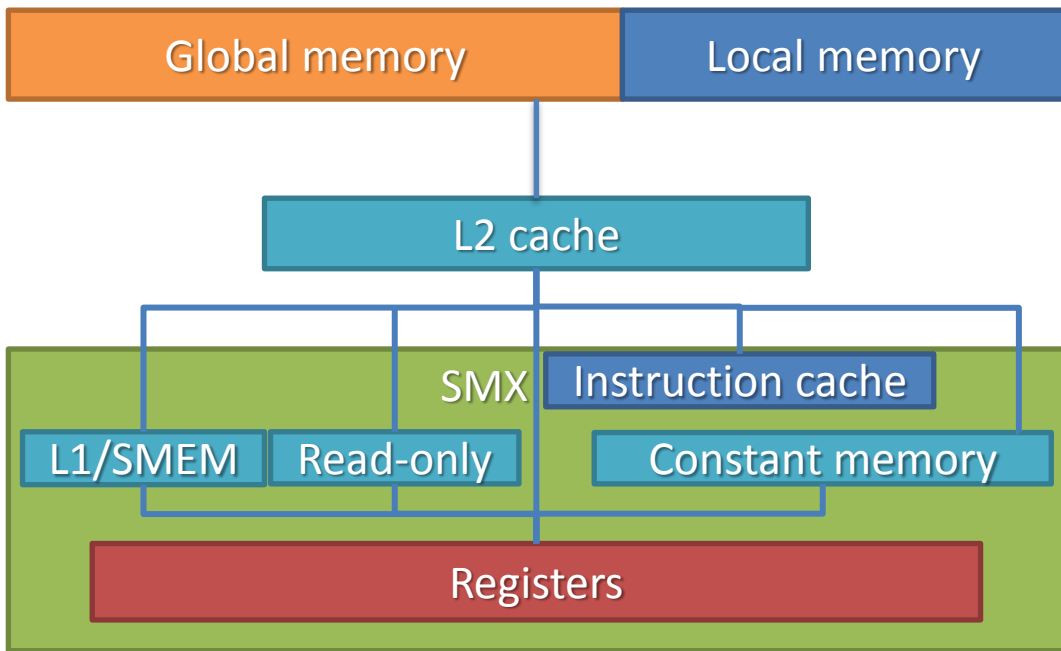 Global memory
Local memory
L2 cache
SMX
Instruction cache
L1/SMEM
Read-only
Constant memory
Registers